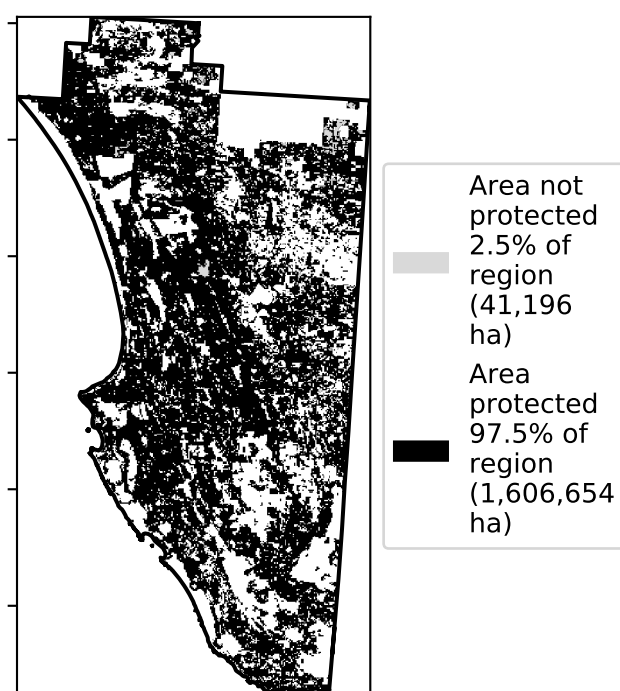 Area not
protected
2.5% of
region
(41,196
ha)
Area
protected
97.5% of
region
(1,606,654
ha)